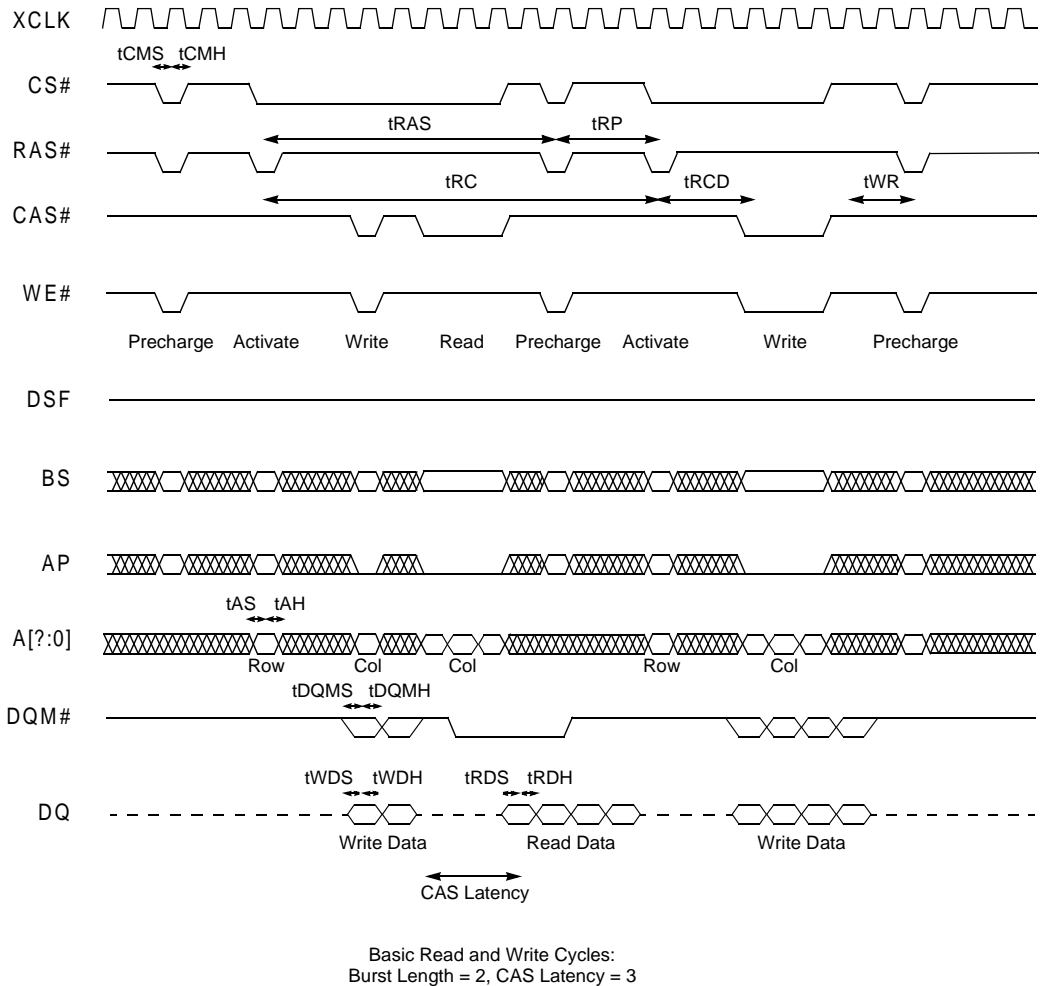 XCLK
tCMS tCMH
CS#
tRAS tRP
RAS#
tRC tRCD tWR
CAS#
WE#
Precharge Activate Write Read Precharge Activate Write Precharge
DSF
BS
AP
tAS tAH
A[?:0]
Row Col Col Row Col
tDQMS tDQMH
DQM#
tWDS tWDH tRDS tRDH
DQ
Write Data Read Data Write Data
CAS Latency
Basic Read and Write Cycles:
Burst Length = 2, CAS Latency = 3